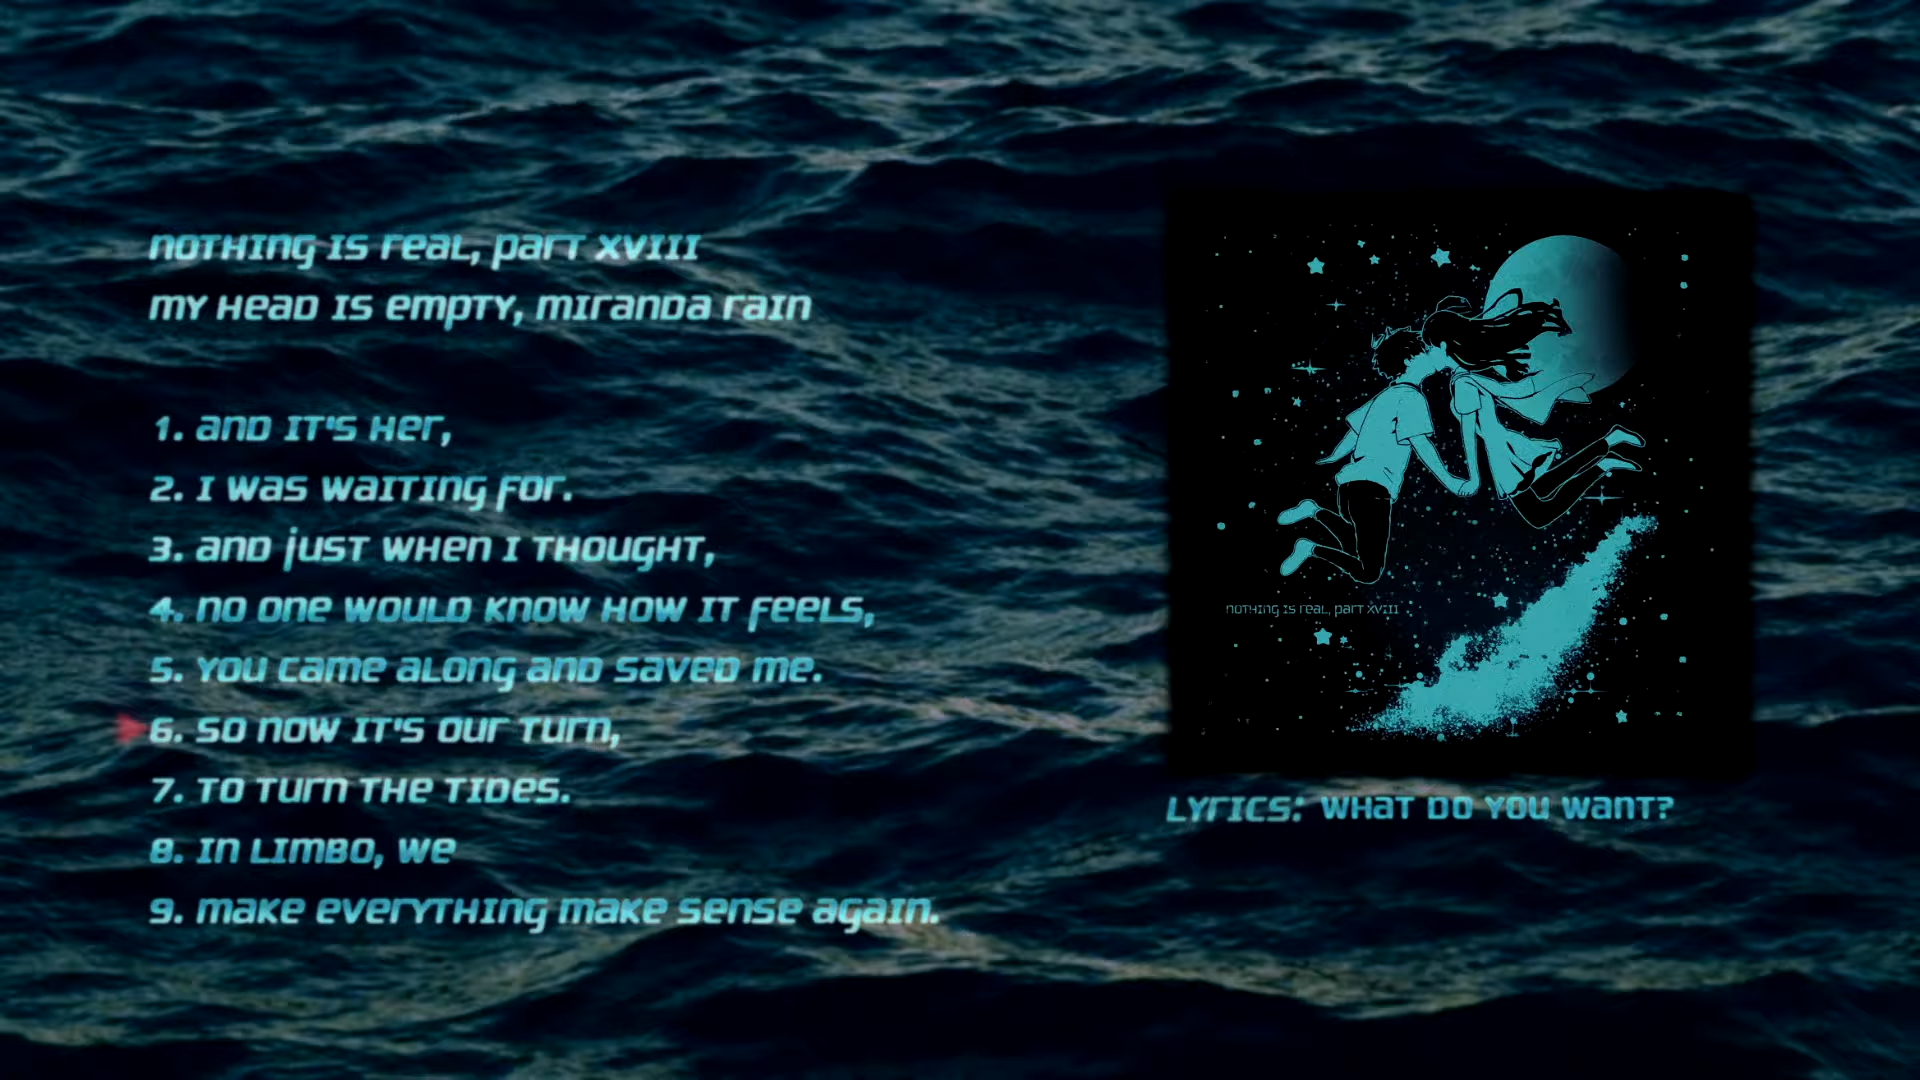 nothing is real, part XVIII
my head is empty, miranda rain
1. and it's her,
2. I was waiting for.
3. and just when I thought,
4. no one would know how it feels,
5. you came along and saved me.
6. so now it's our turn,
7. to turn the tides.
8. In limbo, we
9. make everything make sense again.
nothing is real, part XVIII
Lyrics: what do you want?